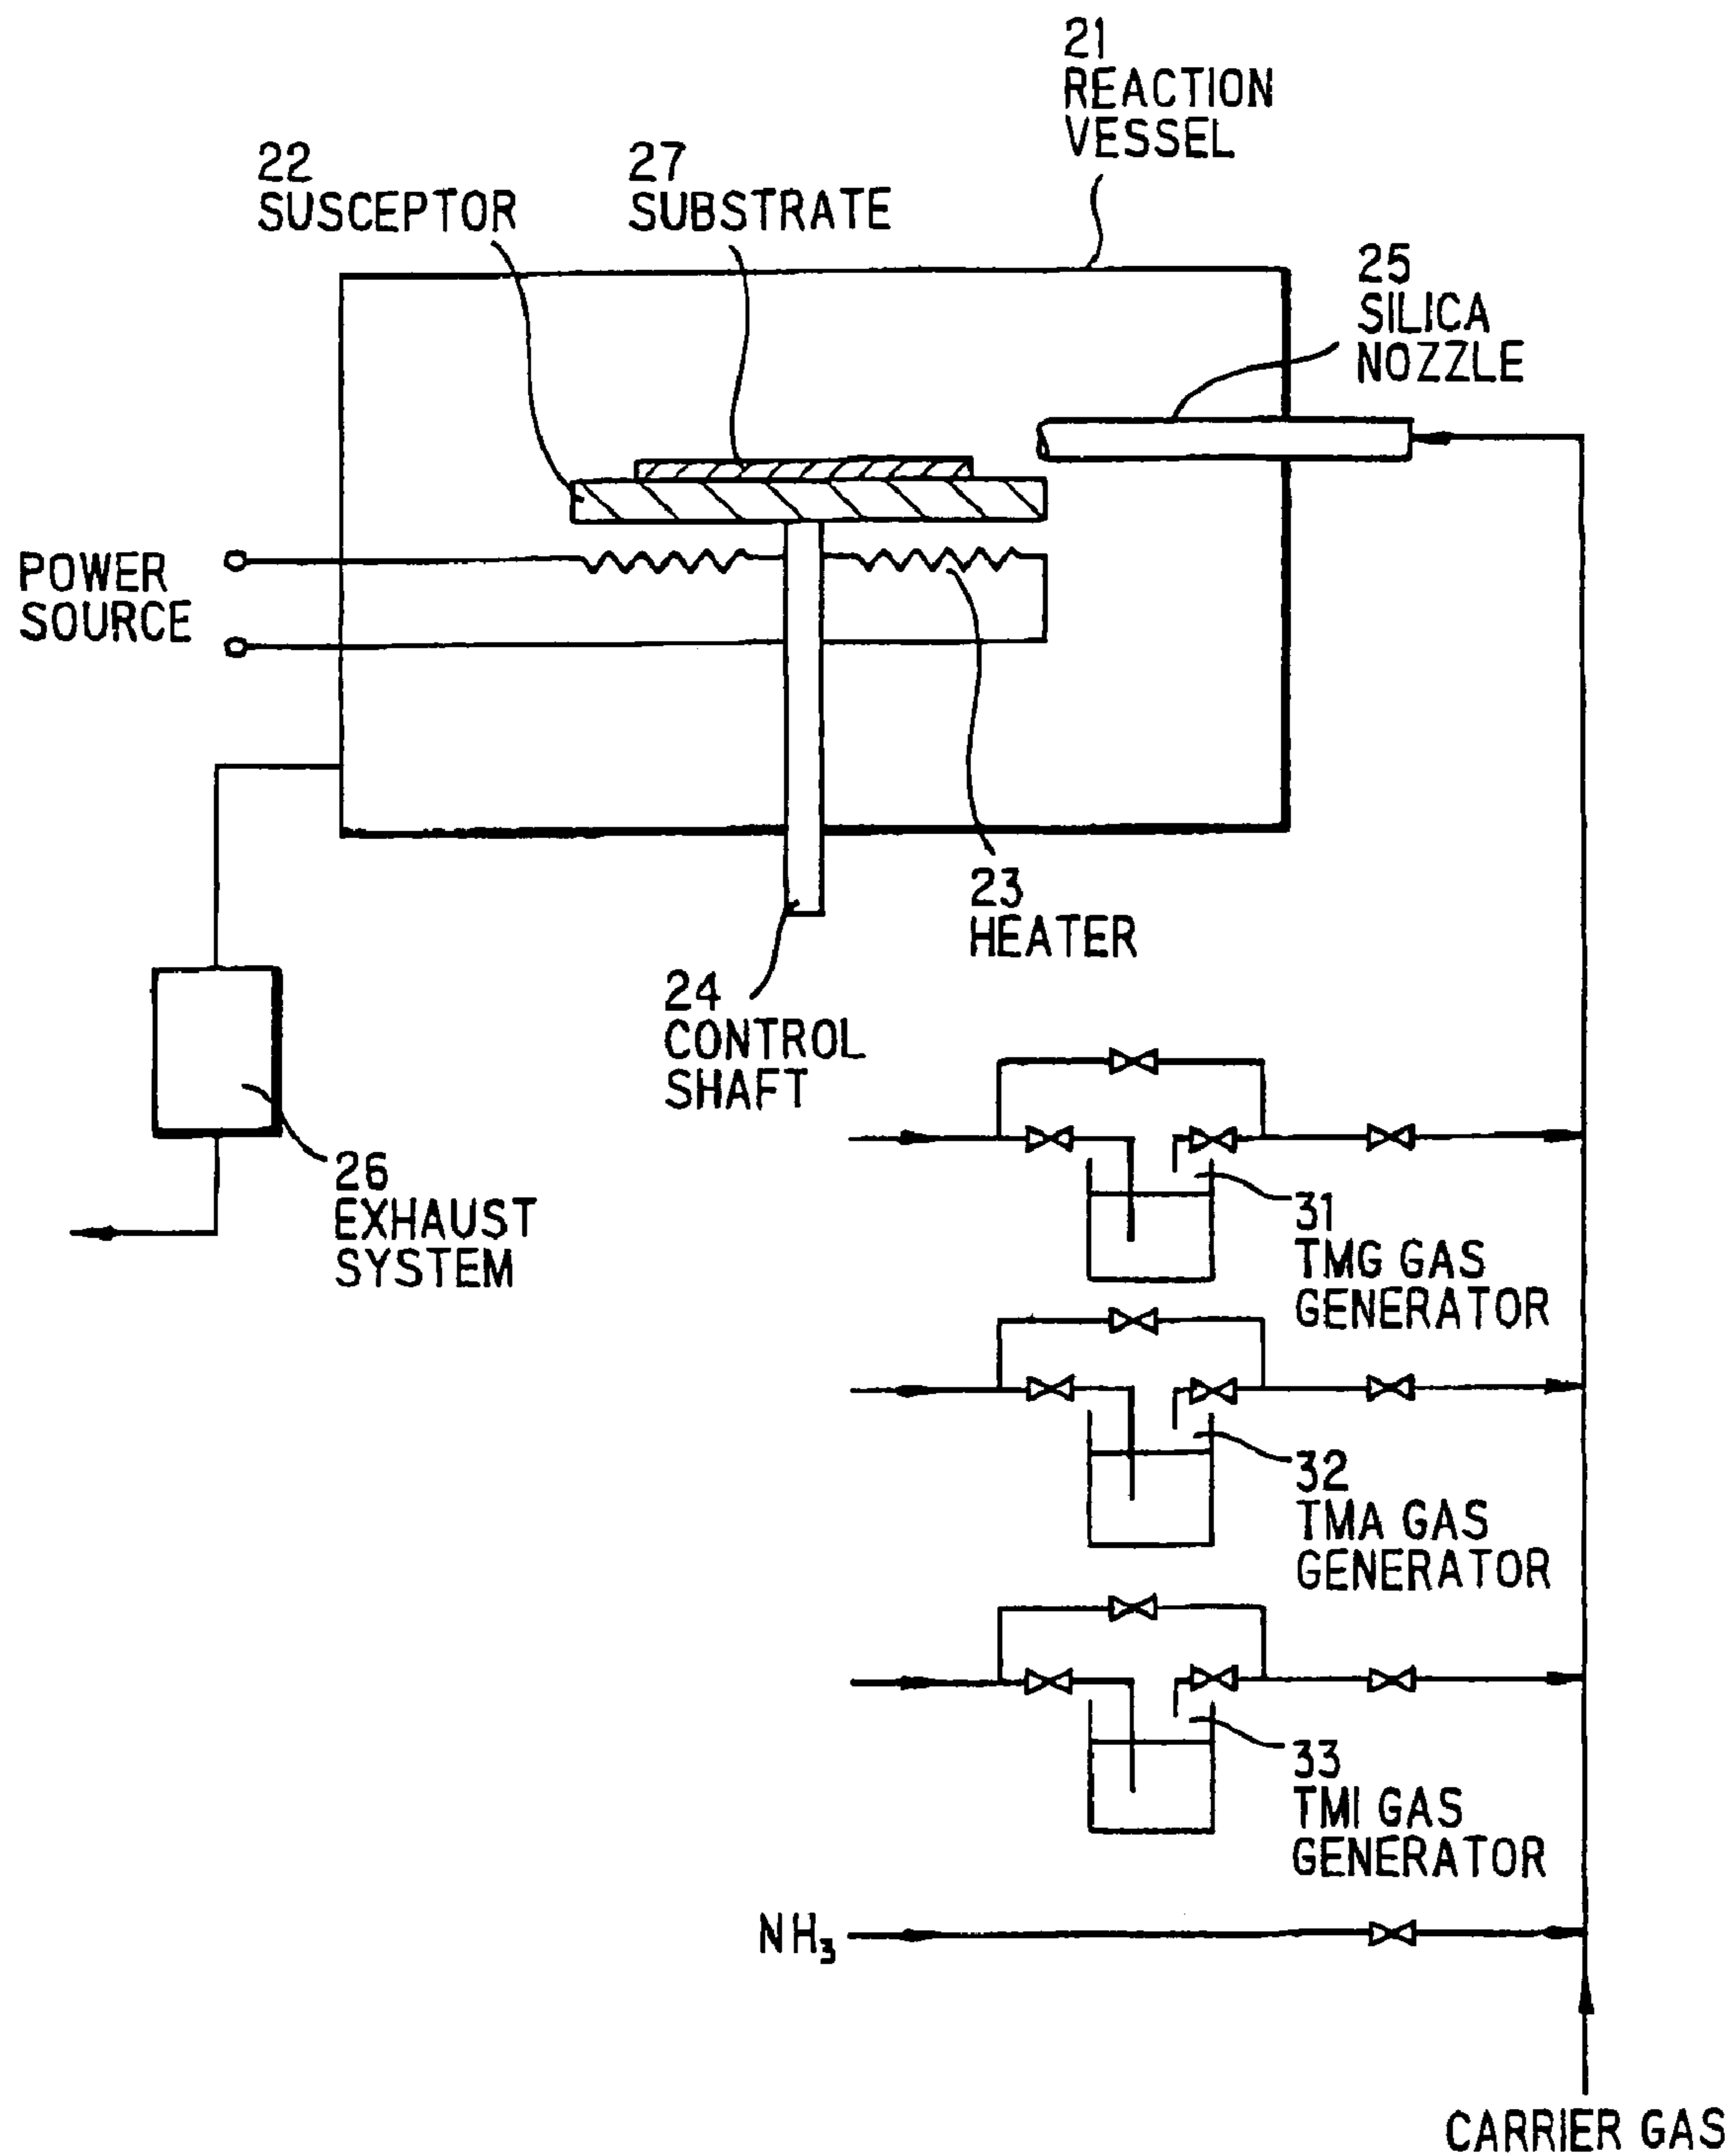 21
REACTION
VESSEL
22
SUSCEPTOR
27
SUBSTRATE
25
SILICA
NOZZLE
POWER
SOURCE
23
HEATER
24
CONTROL
SHAFT
26
EXHAUST
SYSTEM
31
TMG GAS
GENERATOR
32
TMA GAS
GENERATOR
33
TMI GAS
GENERATOR
NH₃
CARRIER GAS